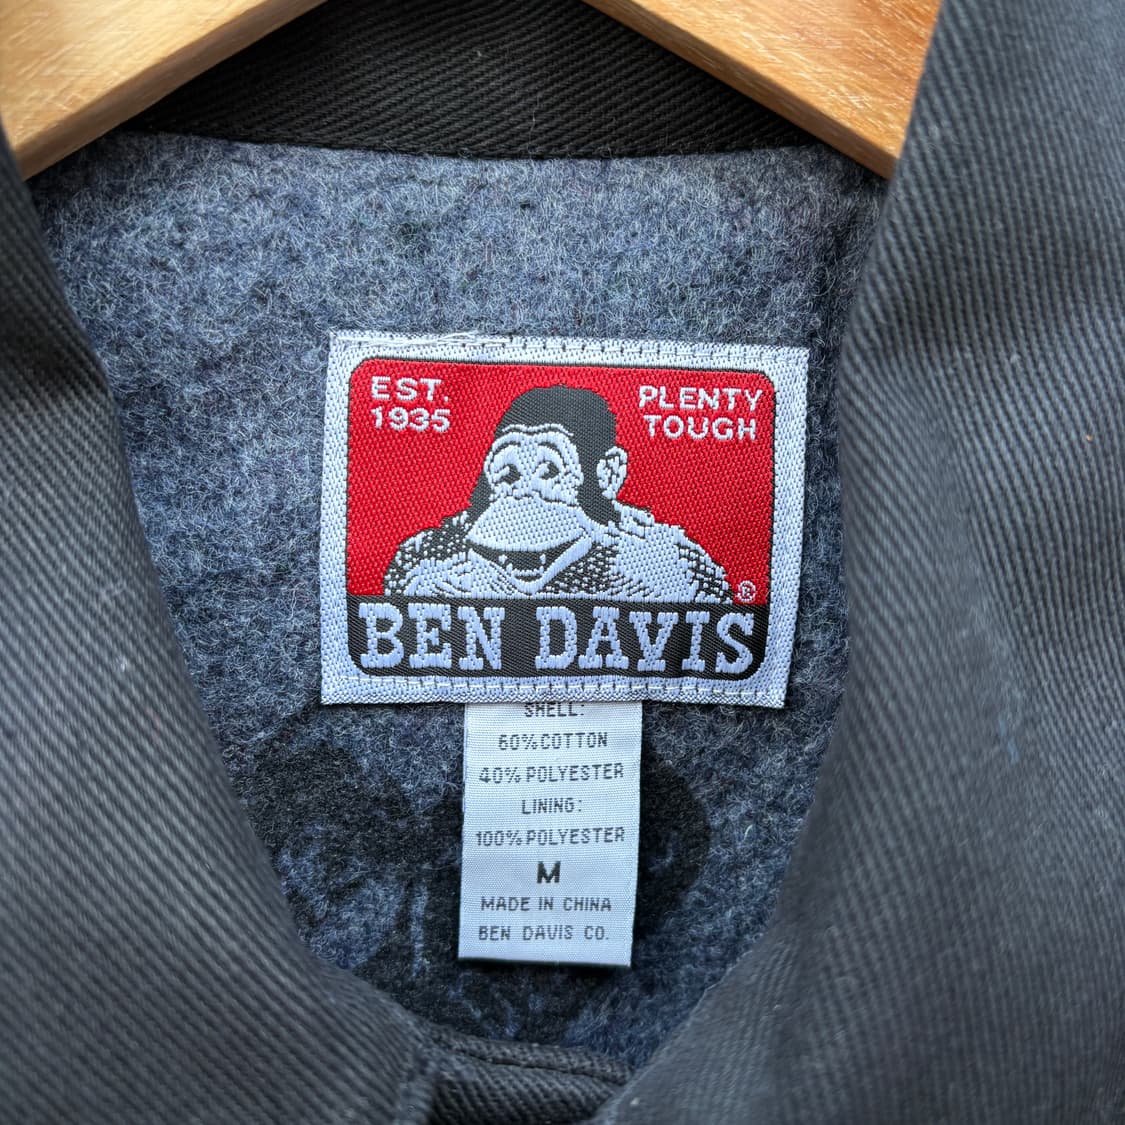 EST.
1935
PLENTY
TOUGH
®
BEN DAVIS
SHELL:
60%COTTON
40% POLYESTER
LINING:
100% POLYESTER
M
MADE IN CHINA
BEN DAVIS CO.